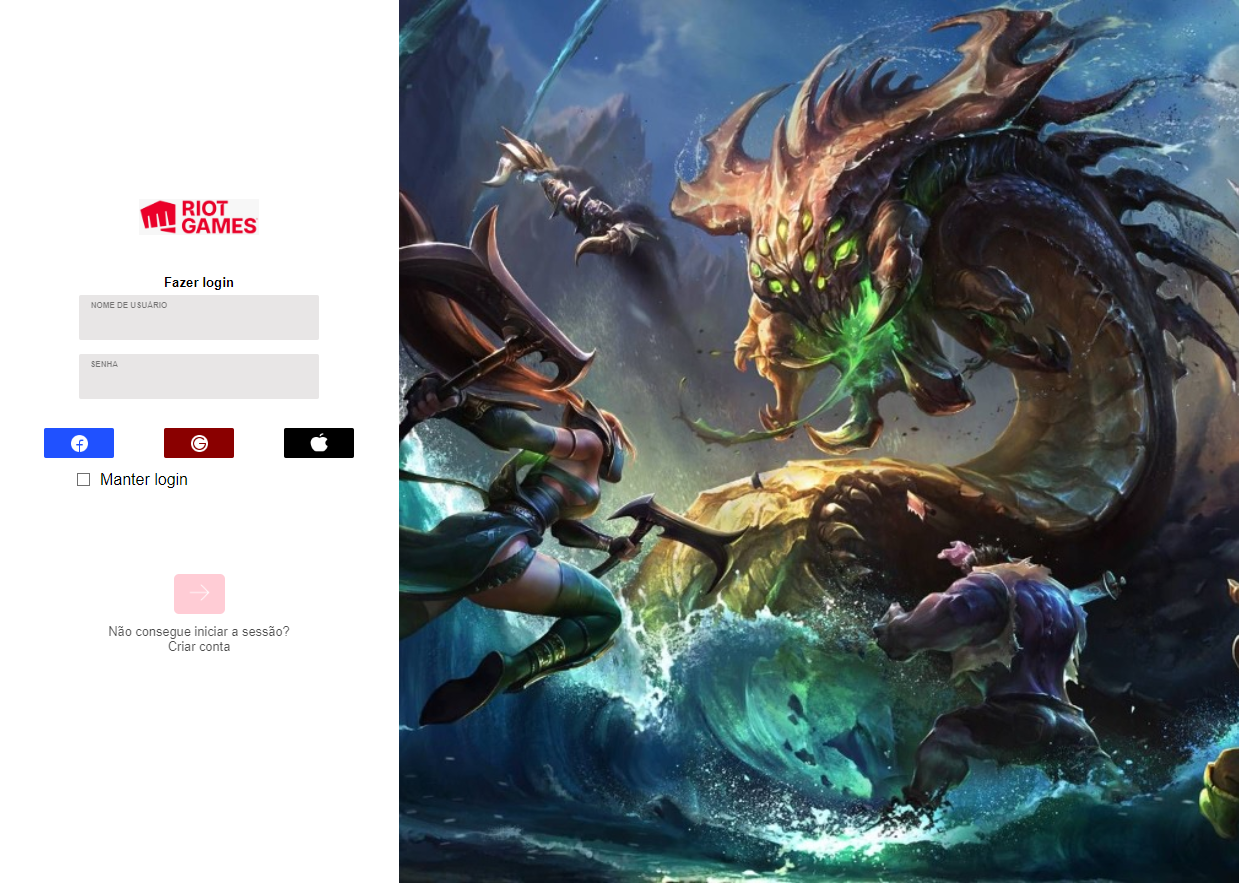 RIOT
GAMES
Fazer login
NOME DE USUÁRIO
SENHA
Manter login
Não consegue iniciar a sessão?
Criar conta